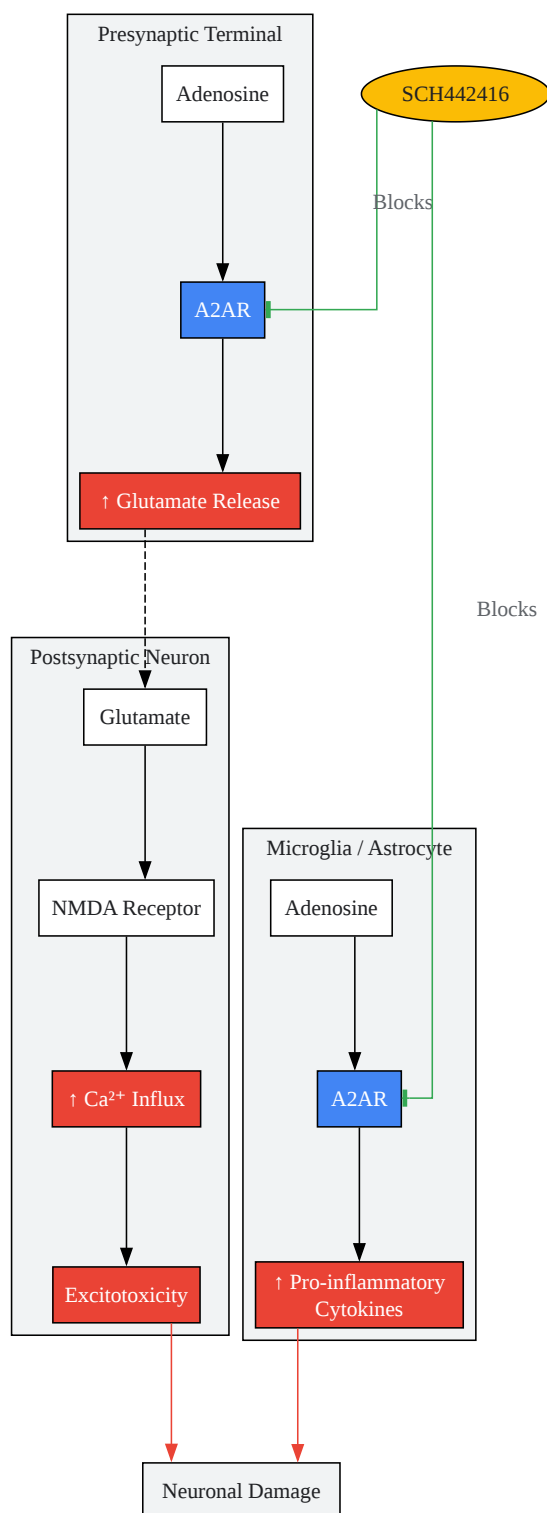 Presynaptic Terminal
Adenosine
SCH442416
Blocks
A2AR
↑ Glutamate Release
Blocks
Postsynaptic Neuron
Glutamate
Microglia / Astrocyte
NMDA Receptor
Adenosine
↑ Ca²⁺ Influx
A2AR
Excitotoxicity
↑ Pro-inflammatory
Cytokines
Neuronal Damage